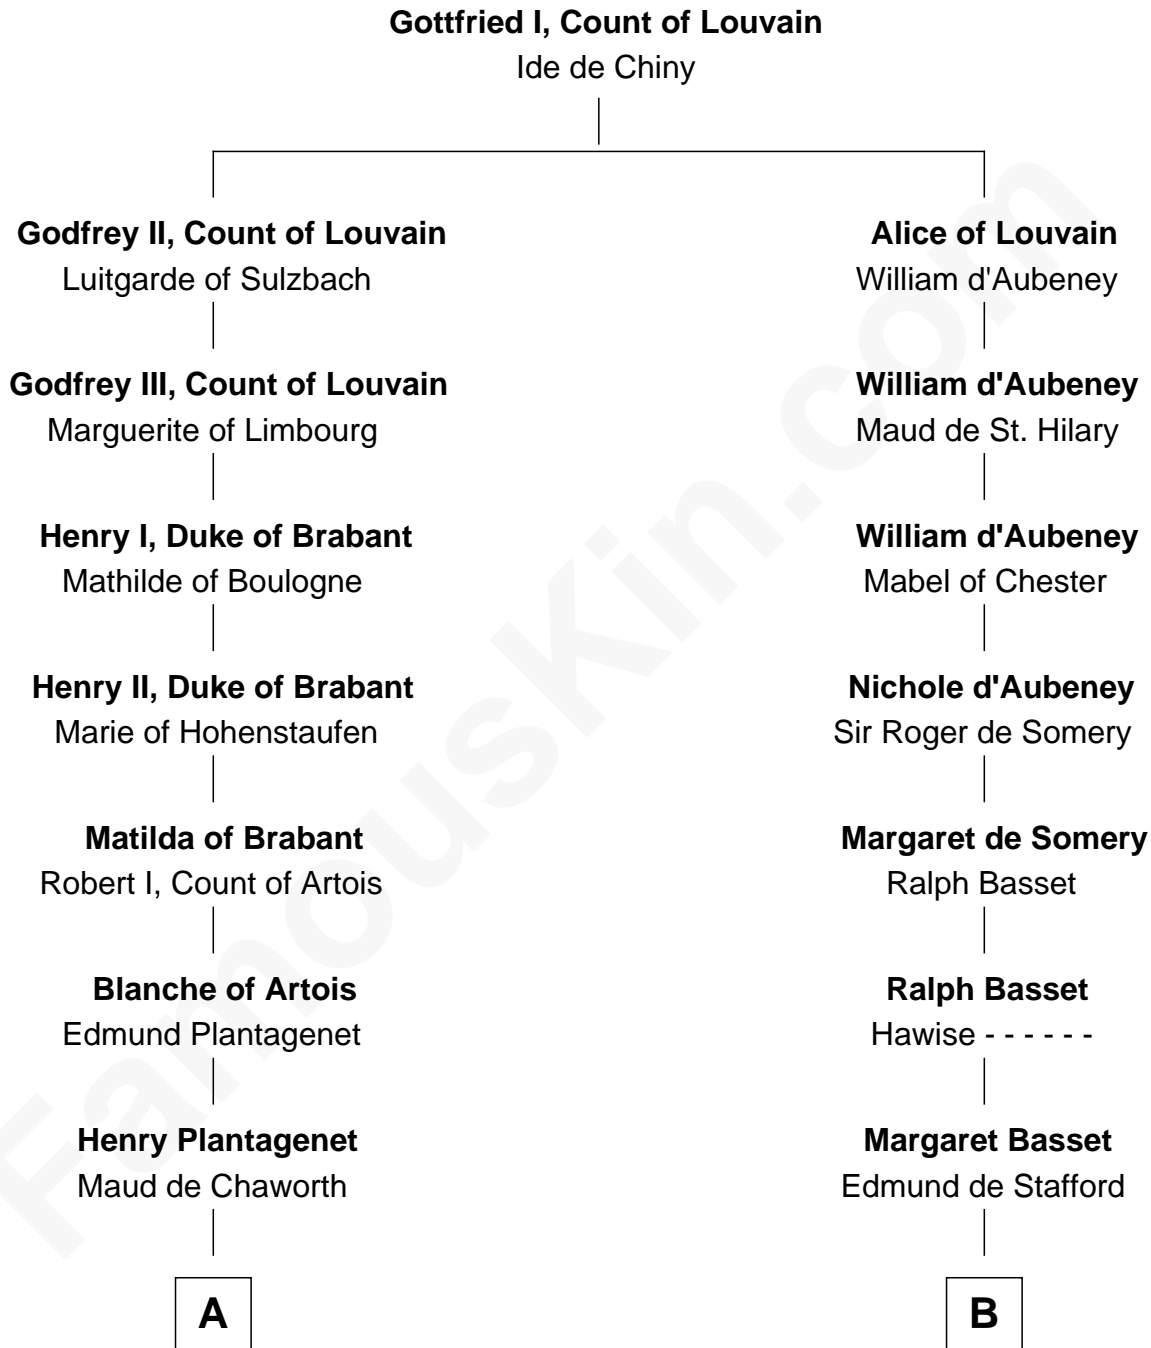 Gottfried I, Count of Louvain
Ide de Chiny
Godfrey II, Count of Louvain
Luitgarde of Sulzbach
Alice of Louvain
William d'Aubeney
Godfrey III, Count of Louvain
Marguerite of Limbourg
William d'Aubeney
Maud de St. Hilary
Henry I, Duke of Brabant
Mathilde of Boulogne
William d'Aubeney
Mabel of Chester
Henry II, Duke of Brabant
Marie of Hohenstaufen
Nichole d'Aubeney
Sir Roger de Somery
Matilda of Brabant
Robert I, Count of Artois
Margaret de Somery
Ralph Basset
Blanche of Artois
Edmund Plantagenet
Ralph Basset
Hawise - - - - - -
Henry Plantagenet
Maud de Chaworth
Margaret Basset
Edmund de Stafford
A
B
FamousKin.com